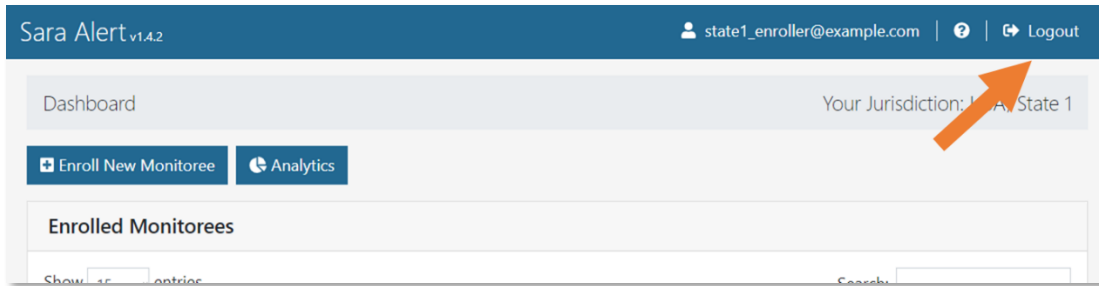 Sara Alert v1.4.2 state1_enroller@example.com | ? | Logout
Dashboard Your Jurisdiction: State 1
Enroll New Monitoree Analytics
Enrolled Monitorees
Show 15 entries Search: